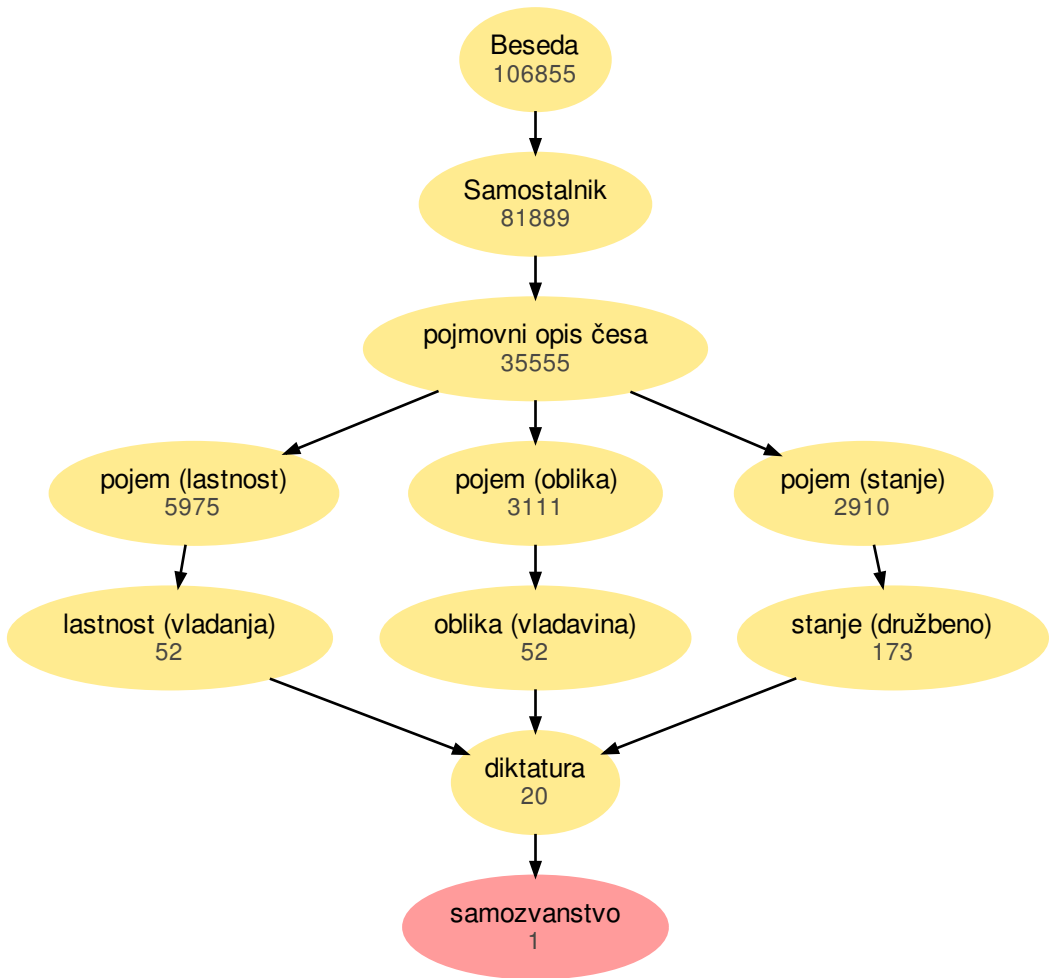 Beseda
106855
Samostalnik
81889
pojmovni opis česa
35555
pojem (lastnost)
5975
pojem (oblika)
3111
pojem (stanje)
2910
lastnost (vladanja)
52
oblika (vladavina)
52
stanje (družbeno)
173
diktatura
20
samozvanstvo
1